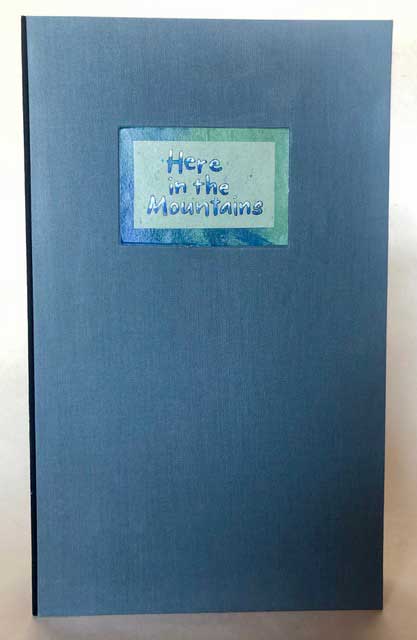 Here
in the
Mountains